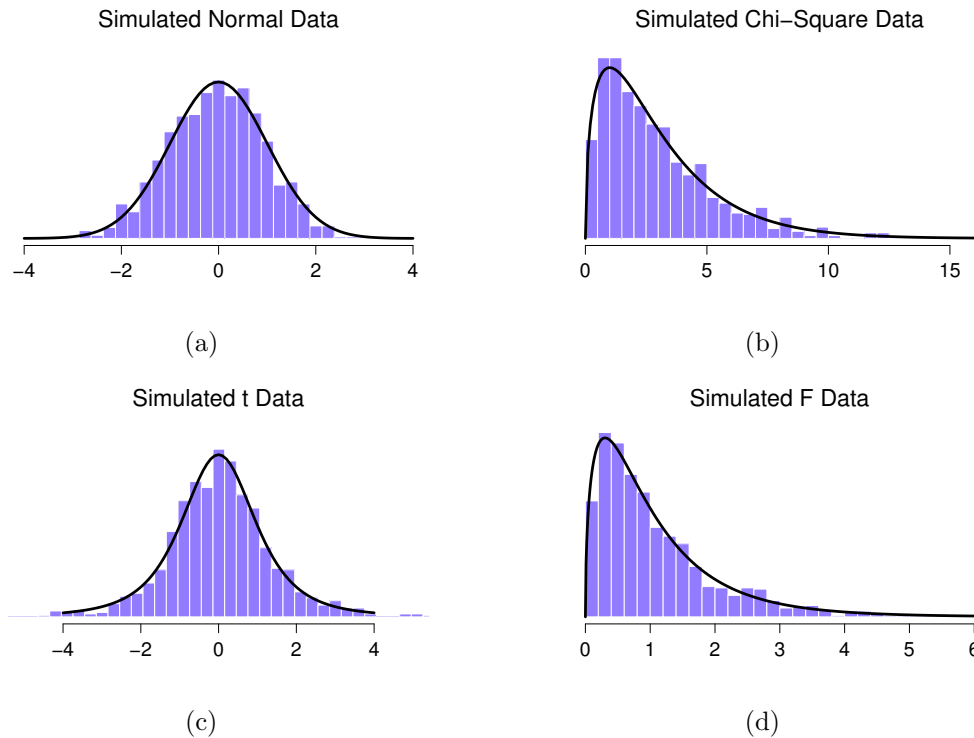 Simulated Normal Data
Simulated Chi−Square Data
−4 −2 0 2 4
0 5 10 15
(a)
(b)
Simulated t Data
Simulated F Data
−4 −2 0 2 4
0 1 2 3 4 5 6
(c)
(d)